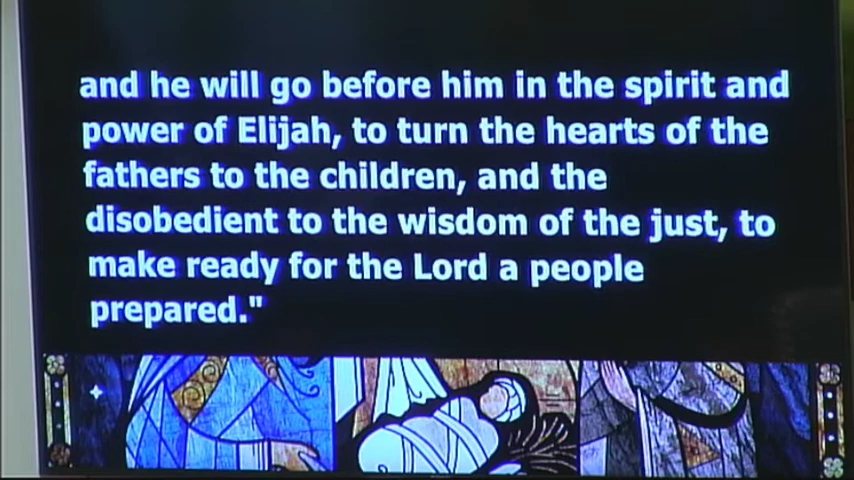 and he will go before him in the spirit and
power of Elijah, to turn the hearts of the
fathers to the children, and the
disobedient to the wisdom of the just, to
make ready for the Lord a people
prepared."